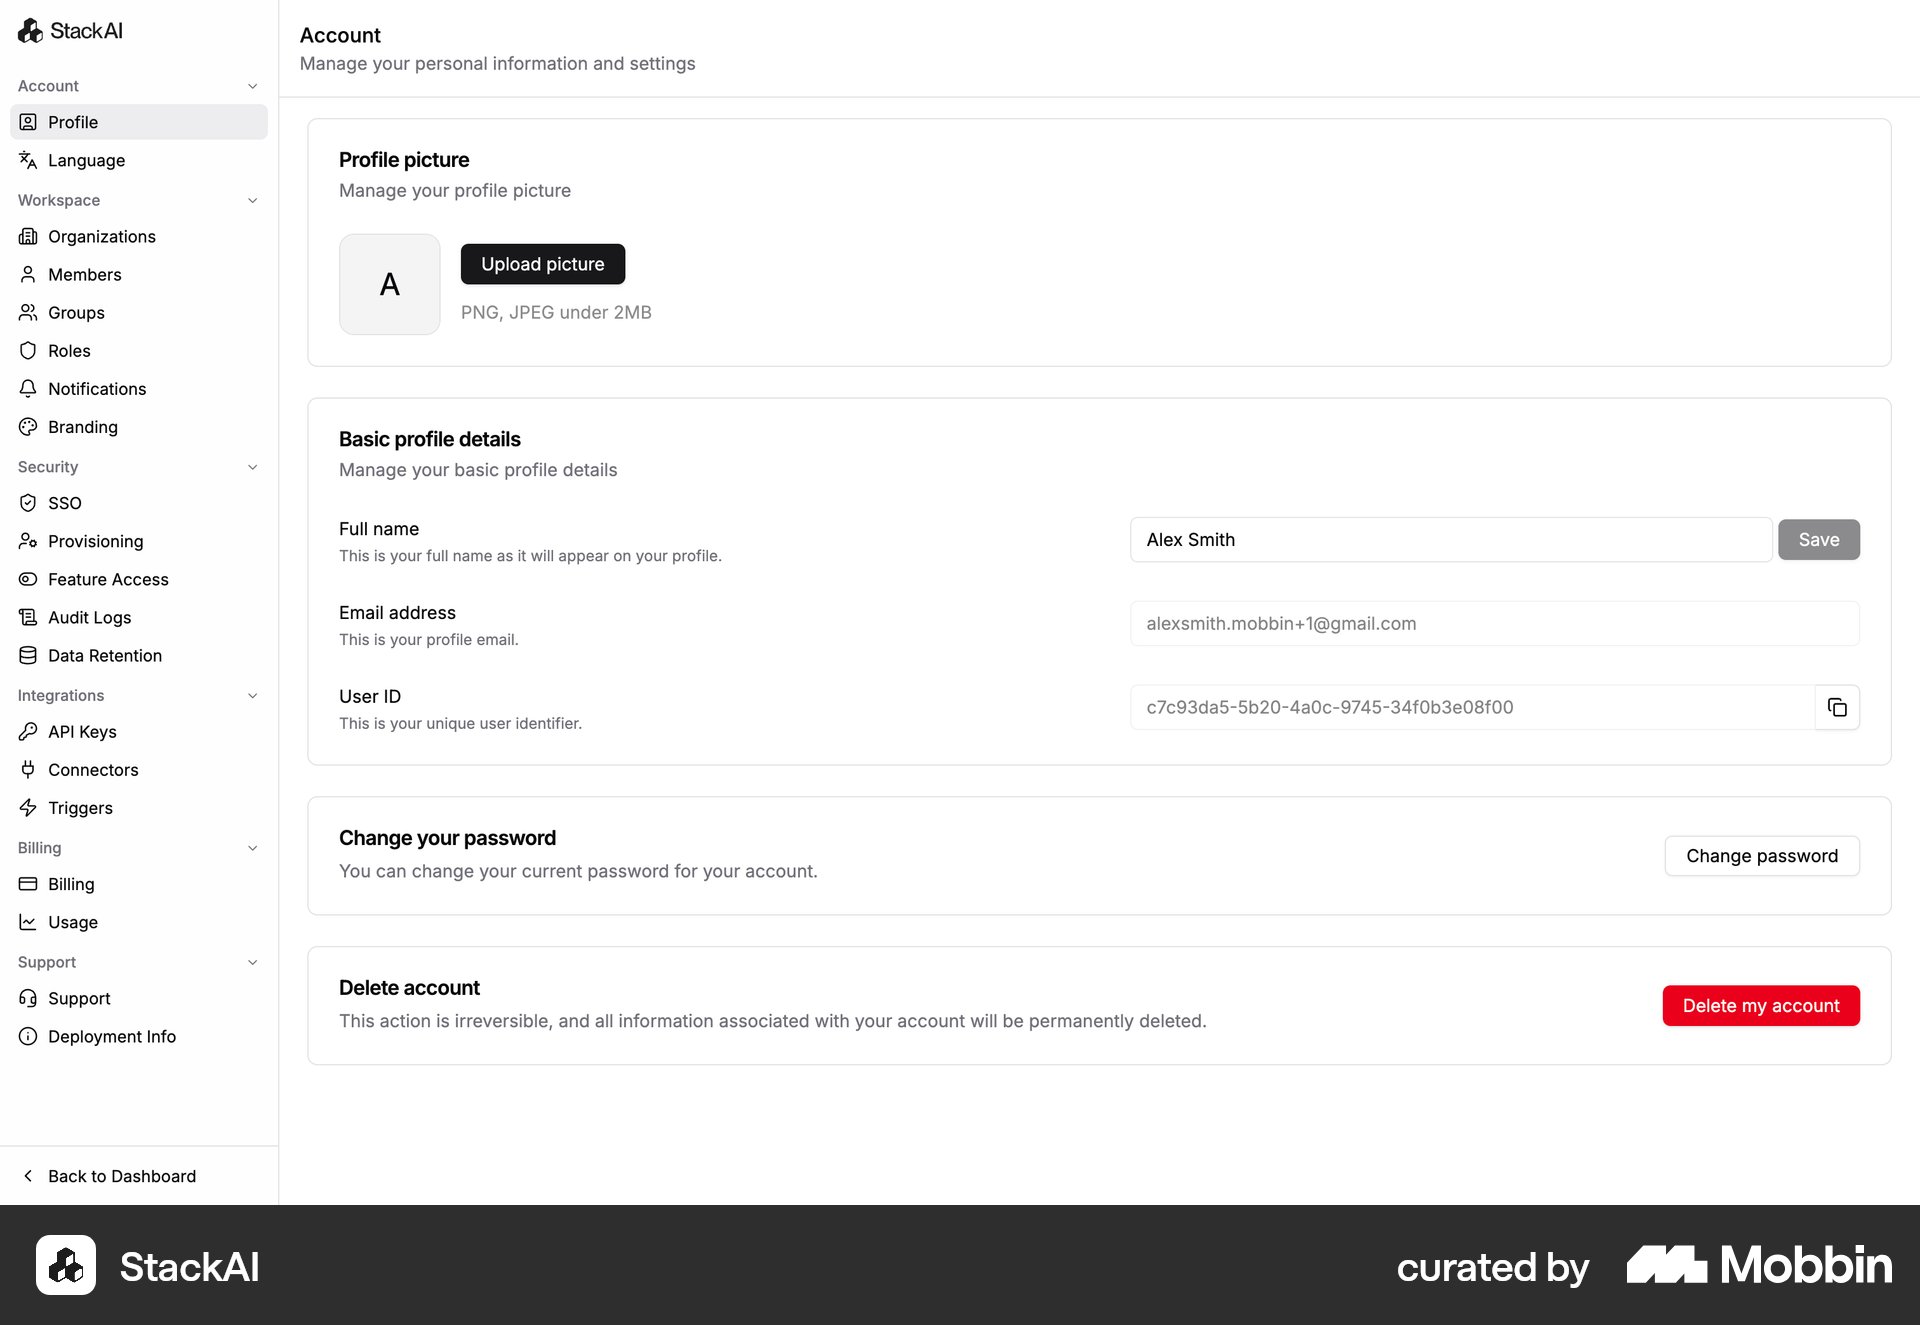 StackAI
Account
Profile
Language
Workspace
Organizations
Members
Groups
Roles
Notifications
Branding
Security
SSO
Provisioning
Feature Access
Audit Logs
Data Retention
Integrations
API Keys
Connectors
Triggers
Billing
Billing
Usage
Support
Support
Deployment Info
Back to Dashboard
Account
Manage your personal information and settings
Profile picture
Manage your profile picture
A
Upload picture
PNG, JPEG under 2MB
Basic profile details
Manage your basic profile details
Full name
This is your full name as it will appear on your profile.
Alex Smith
Save
Email address
This is your profile email.
alexsmith.mobbin+1@gmail.com
User ID
This is your unique user identifier.
c7c93da5-5b20-4a0c-9745-34f0b3e08f00
Change your password
You can change your current password for your account.
Change password
Delete account
This action is irreversible, and all information associated with your account will be permanently deleted.
Delete my account
StackAI
curated by Mobbin